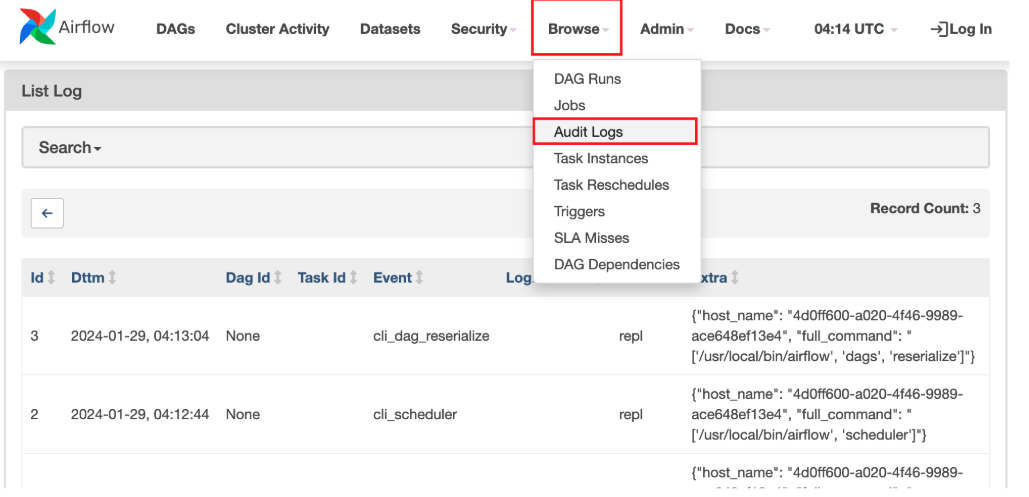 Airflow DAGs Cluster Activity Datasets Security Browse Admin Docs 04:14 UTC Log In
DAG Runs
List Log
Jobs
Audit Logs
Search
Task Instances
Task Reschedules
Triggers
Record Count: 3
SLA Misses
DAG Dependencies
Id Dttm Dag Id Task Id Event Log xtra
{"host_name": "4d0ff600-a020-4f46-9989-
3 2024-01-29, 04:13:04 None cli_dag_reserialize repl ace648ef13e4", "full_command": "
['/usr/local/bin/airflow', 'dags', 'reserialize']"}
{"host_name": "4d0ff600-a020-4f46-9989-
2 2024-01-29, 04:12:44 None cli_scheduler repl ace648ef13e4", "full_command": "
['/usr/local/bin/airflow', 'scheduler']"}
{"host_name": "4d0ff600-a020-4f46-9989-